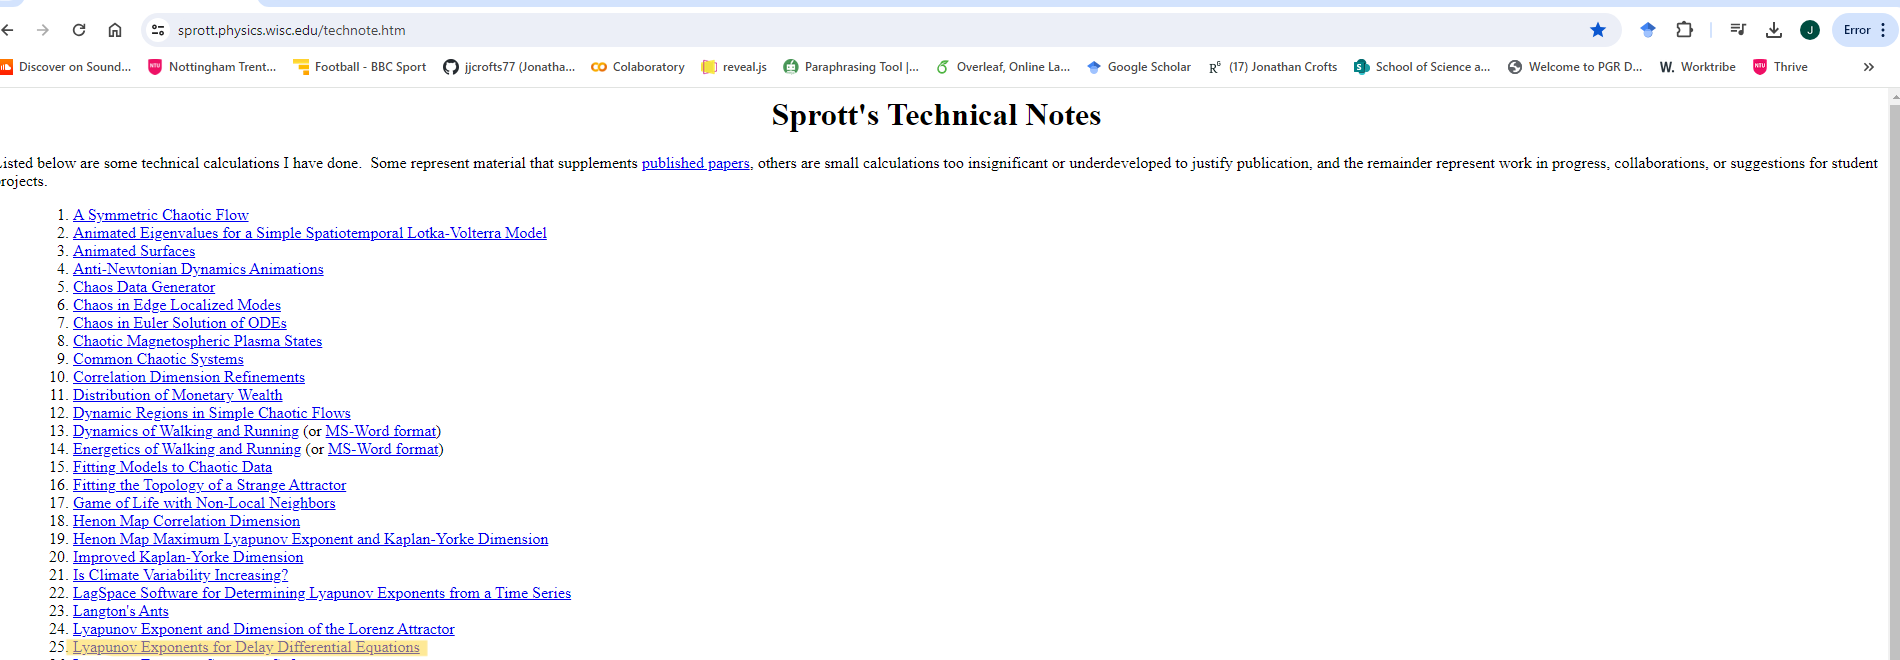 sprott.physics.wisc.edu/technote.htm
J
Error
Discover on Sound...
NTU
Nottingham Trent...
Football - BBC Sport
jjcrofts77 (Jonatha...
Colaboratory
reveal.js
Paraphrasing Tool |...
Overleaf, Online La...
Google Scholar
R⁶
(17) Jonathan Crofts
S
School of Science a...
Welcome to PGR D...
W.
Worktribe
NTU
Thrive
»
Sprott's Technical Notes
Listed below are some technical calculations I have done. Some represent material that supplements published papers, others are small calculations too insignificant or underdeveloped to justify publication, and the remainder represent work in progress, collaborations, or suggestions for student
rojects.
1. A Symmetric Chaotic Flow
2. Animated Eigenvalues for a Simple Spatiotemporal Lotka-Volterra Model
3. Animated Surfaces
4. Anti-Newtonian Dynamics Animations
5. Chaos Data Generator
6. Chaos in Edge Localized Modes
7. Chaos in Euler Solution of ODEs
8. Chaotic Magnetospheric Plasma States
9. Common Chaotic Systems
10. Correlation Dimension Refinements
11. Distribution of Monetary Wealth
12. Dynamic Regions in Simple Chaotic Flows
13. Dynamics of Walking and Running (or MS-Word format)
14. Energetics of Walking and Running (or MS-Word format)
15. Fitting Models to Chaotic Data
16. Fitting the Topology of a Strange Attractor
17. Game of Life with Non-Local Neighbors
18. Henon Map Correlation Dimension
19. Henon Map Maximum Lyapunov Exponent and Kaplan-Yorke Dimension
20. Improved Kaplan-Yorke Dimension
21. Is Climate Variability Increasing?
22. LagSpace Software for Determining Lyapunov Exponents from a Time Series
23. Langton's Ants
24. Lyapunov Exponent and Dimension of the Lorenz Attractor
25. Lyapunov Exponents for Delay Differential Equations